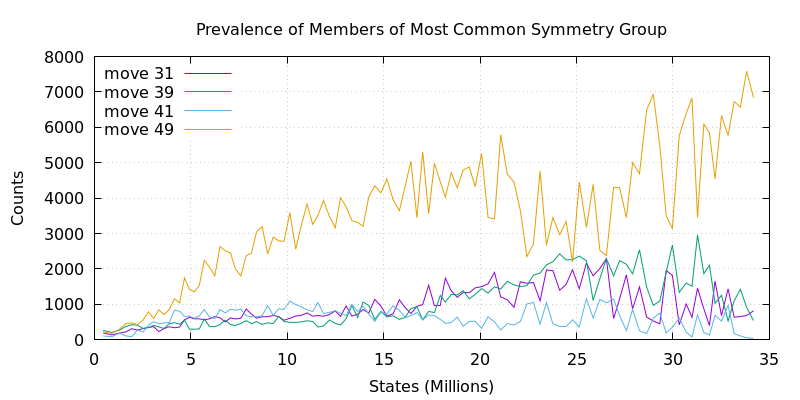 Prevalence of Members of Most Common Symmetry Group
8000
7000
6000
5000
4000
3000
2000
1000
0
Counts
move 31
move 39
move 41
move 49
0 5 10 15 20 25 30 35
States (Millions)